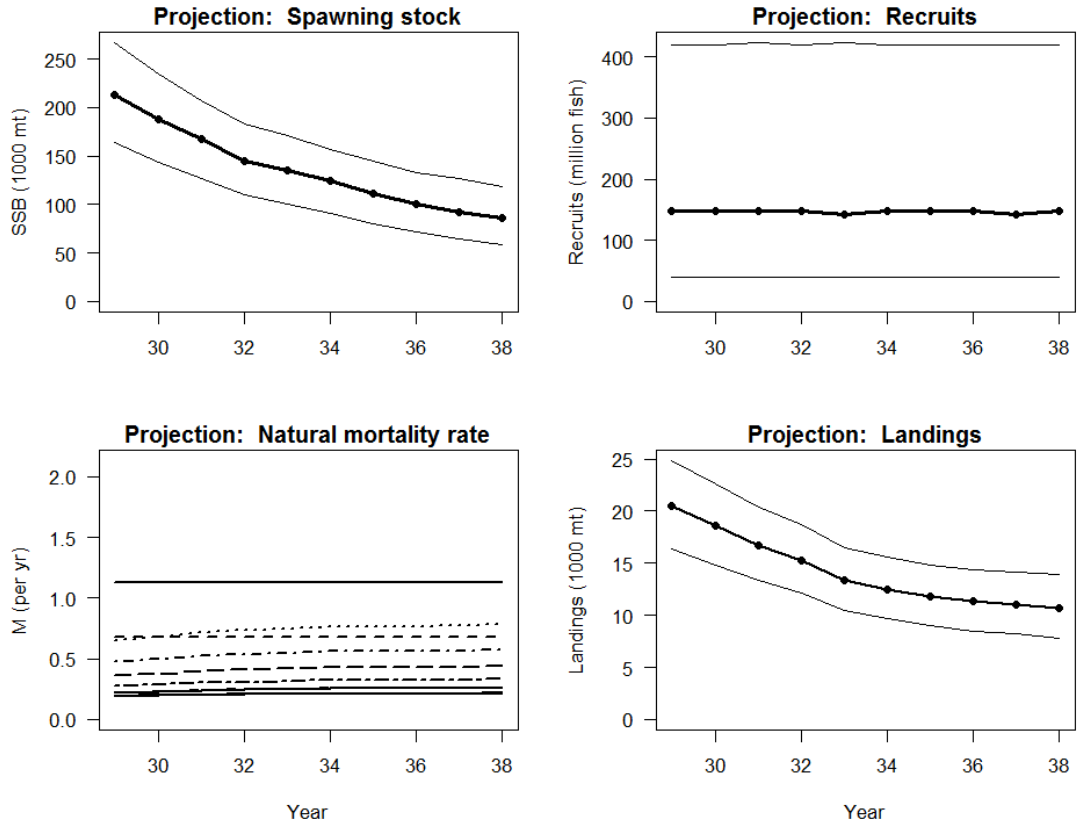 Projection: Spawning stock
SSB (1000 mt)
250
200
150
100
50
0
30 32 34 36 38
Projection: Recruits
Recruits (million fish)
400
300
200
100
0
30 32 34 36 38
Projection: Natural mortality rate
M (per yr)
2.0
1.5
1.0
0.5
0.0
30 32 34 36 38
Year
Projection: Landings
Landings (1000 mt)
25
20
15
10
5
0
30 32 34 36 38
Year